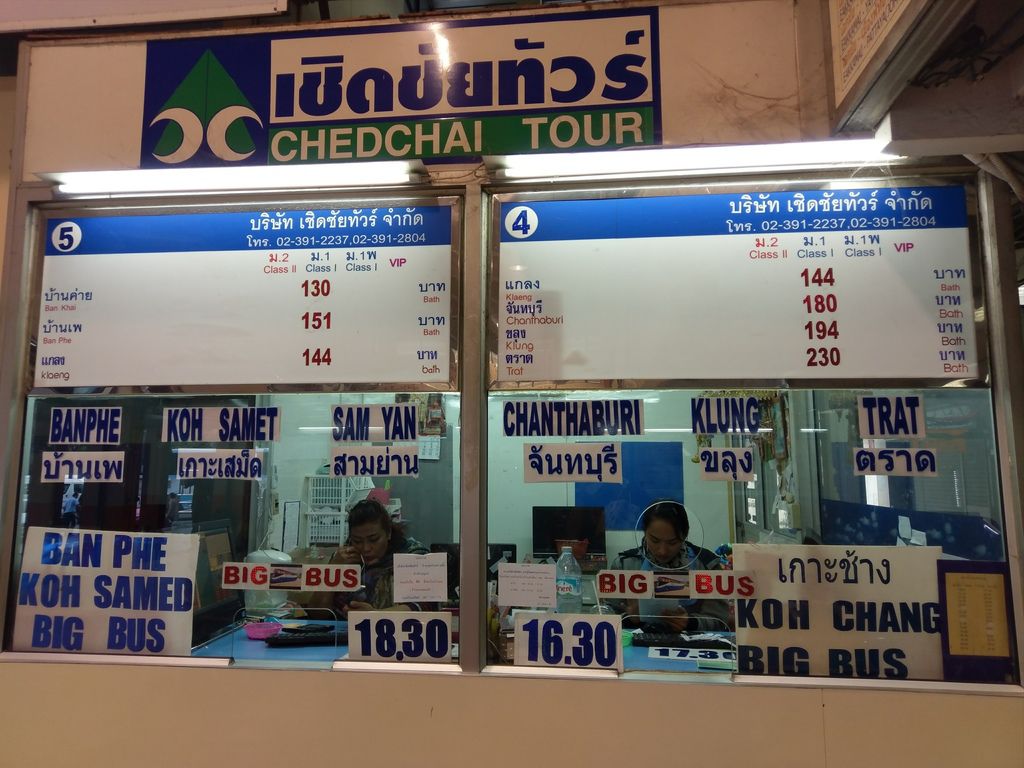 เชิดชัยทัวร์
CHEDCHAI TOUR
5
บริษัท เชิดชัยทัวร์ จำกัด
โทร. 02-391-2237,02-391-2804
ม.2 ม.1 ม.1พ VIP
Class II Class I Class I
บ้านค่าย 130 บาท
Ban Khai Bath
บ้านเพ 151 บาท
Ban Phe Bath
แกลง 144 บาท
klaeng bath
4
บริษัท เชิดชัยทัวร์ จำกัด
โทร. 02-391-2237,02-391-2804
ม.2 ม.1 ม.1พ VIP
Class II Class I Class I
แกลง 144 บาท
Klaeng Bath
จันทบุรี 180 บาท
Chanthaburi Bath
ขลุง 194 บาท
Klung Bath
ตราด 230 บาท
Trat Bath
BANPHE KOH SAMET SAM YAN
บ้านเพ เกาะเสม็ด สามย่าน
CHANTHABURI KLUNG TRAT
จันทบุรี ขลุง ตราด
BAN PHE
KOH SAMED
BIG BUS
BIG BUS
18.30
BIG BUS
16.30
17.30
เกาะช้าง
KOH CHANG
BIG BUS